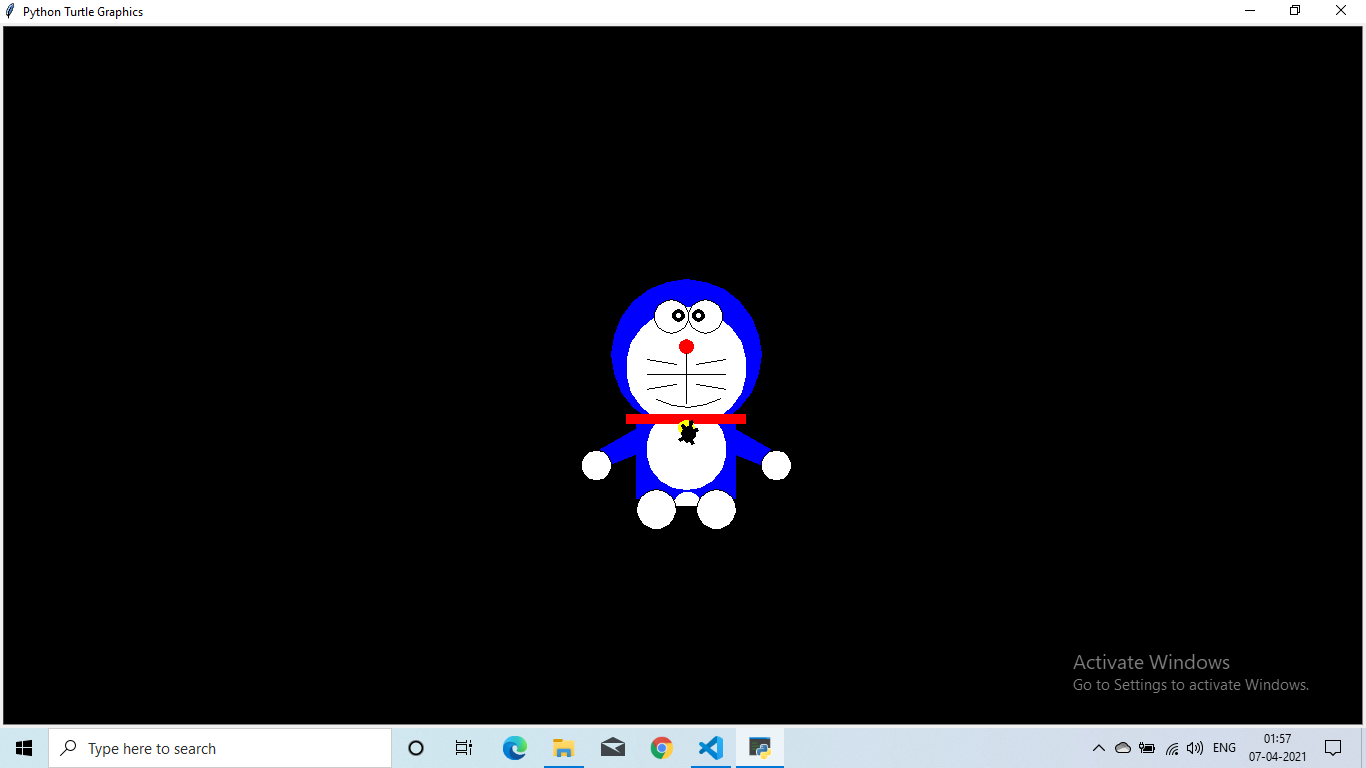 Python Turtle Graphics
Activate Windows
Go to Settings to activate Windows.
Type here to search
ENG
01:57
07-04-2021